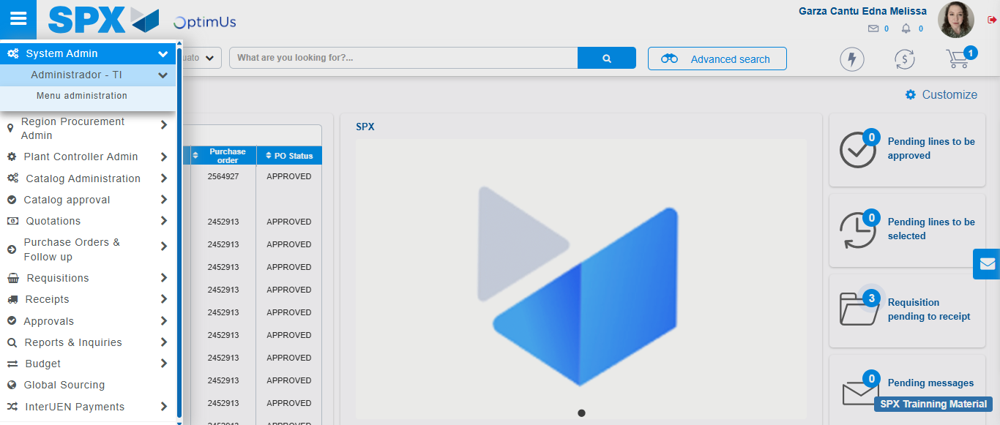 SPX
OptimUs
Garza Cantu Edna Melissa
0
0
System Admin
Administrador - TI
Menu administration
Region Procurement
Admin
Plant Controller Admin
Catalog Administration
Catalog approval
Quotations
Purchase Orders &
Follow up
Requisitions
Receipts
Approvals
Reports & Inquiries
Budget
Global Sourcing
InterUEN Payments
What are you looking for?...
Advanced search
1
Customize
Purchase
order
PO Status
2564927 APPROVED
2452913 APPROVED
2452913 APPROVED
2452913 APPROVED
2452913 APPROVED
2452913 APPROVED
2452913 APPROVED
2452913 APPROVED
2452913 APPROVED
2452913 APPROVED
SPX
0
Pending lines to be
approved
0
Pending lines to be
selected
3
Requisition
pending to receipt
0
Pending messages
SPX Trainning Material